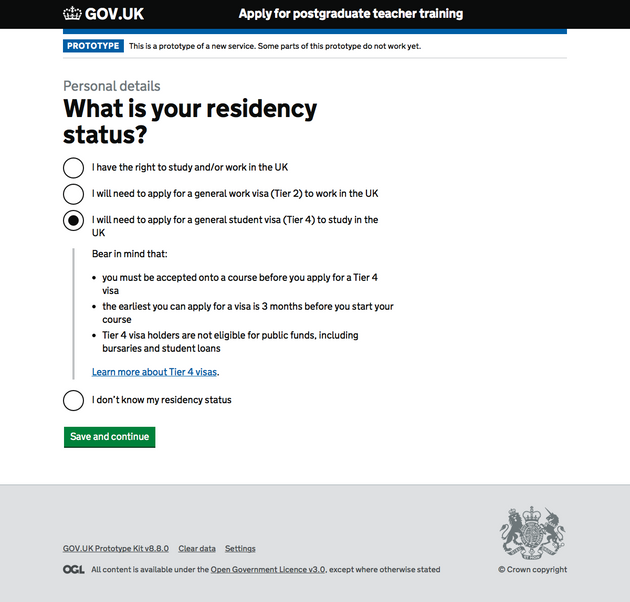 GOV.UK
Apply for postgraduate teacher training
PROTOTYPE This is a prototype of a new service. Some parts of this prototype do not work yet.
Personal details
What is your residency
status?
I have the right to study and/or work in the UK
I will need to apply for a general work visa (Tier 2) to work in the UK
I will need to apply for a general student visa (Tier 4) to study in the
UK
Bear in mind that:
• you must be accepted onto a course before you apply for a Tier 4
visa
• the earliest you can apply for a visa is 3 months before you start your
course
• Tier 4 visa holders are not eligible for public funds, including
bursaries and student loans
Learn more about Tier 4 visas.
I don't know my residency status
Save and continue
GOV.UK Prototype Kit v8.8.0 Clear data Settings
OGL All content is available under the Open Government Licence v3.0, except where otherwise stated
© Crown copyright